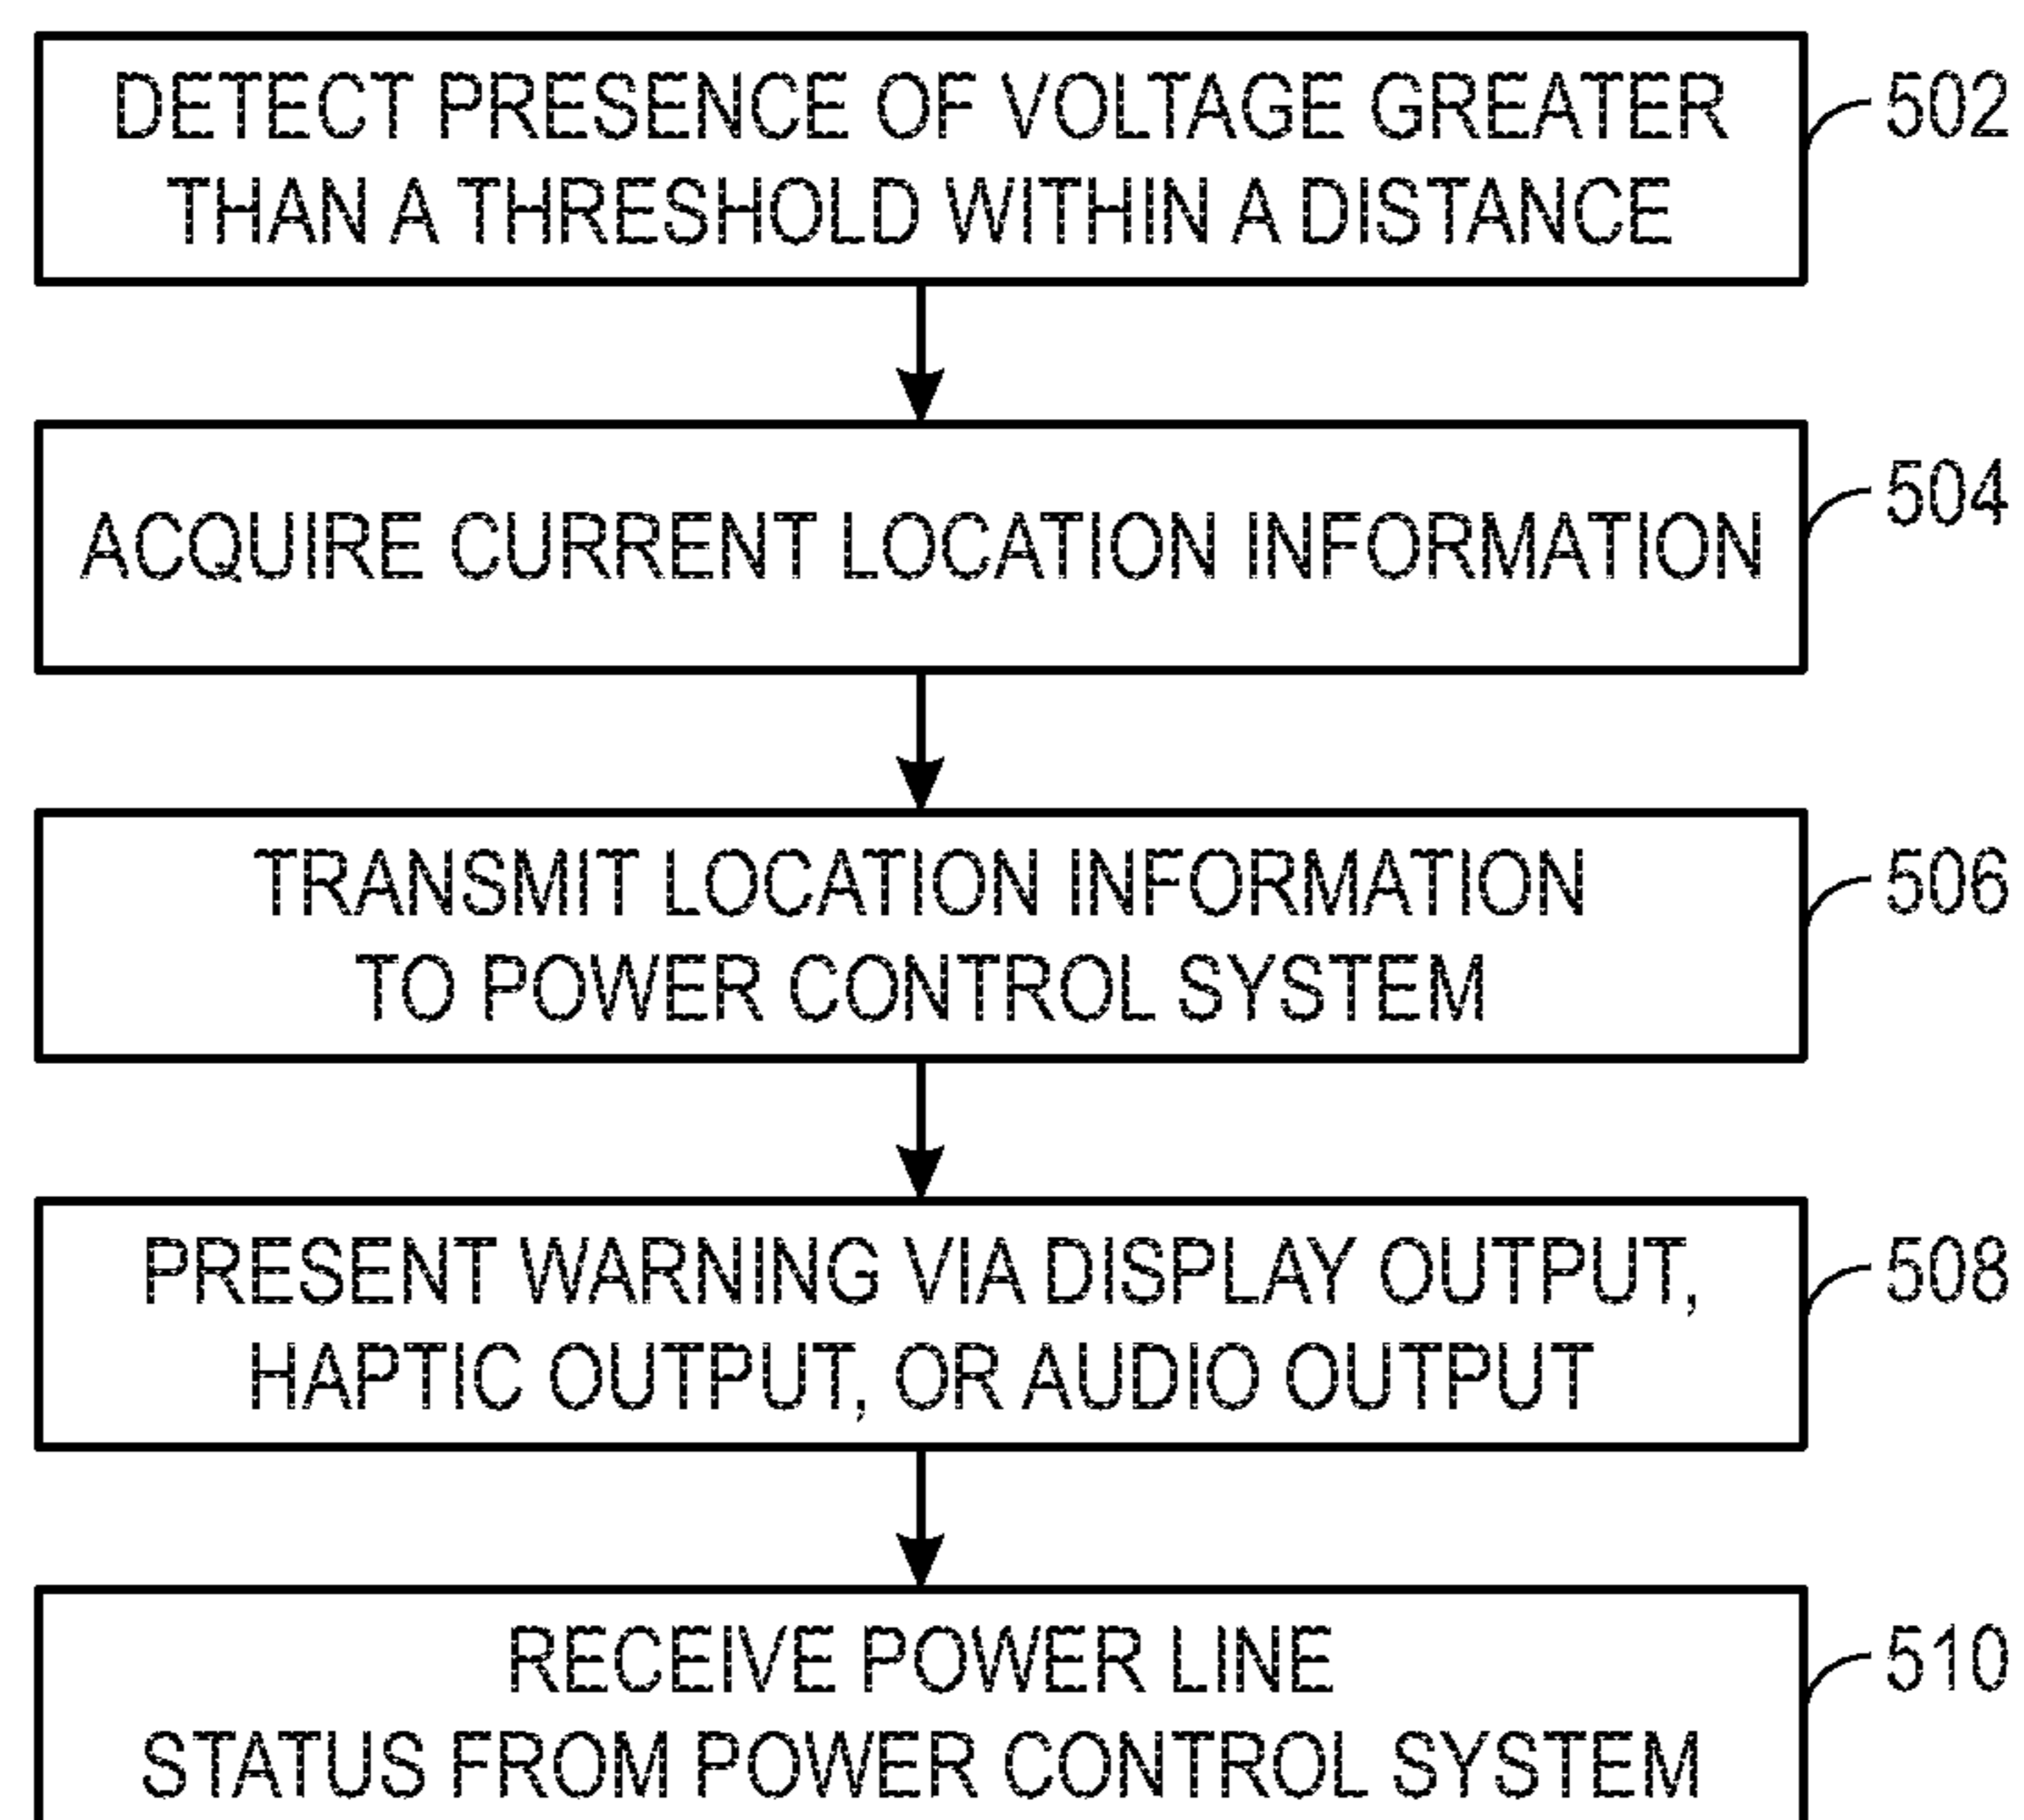 DETECT PRESENCE OF VOLTAGE GREATER
THAN A THRESHOLD WITHIN A DISTANCE
502
ACQUIRE CURRENT LOCATION INFORMATION
504
TRANSMIT LOCATION INFORMATION
TO POWER CONTROL SYSTEM
506
PRESENT WARNING VIA DISPLAY OUTPUT,
HAPTIC OUTPUT, OR AUDIO OUTPUT
508
RECEIVE POWER LINE
STATUS FROM POWER CONTROL SYSTEM
510